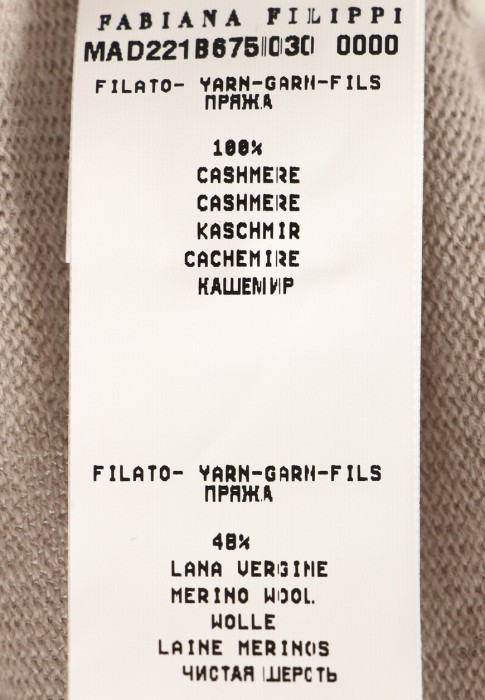 FABIANA FILIPPI
MAD221B675II030 0000
FILATO- YARN-GARN-FILS
ПРЯЖА
100%
CASHMERE
CASHMERE
KASCHMIR
CACHEMIRE
КАШЕМИР
FILATO- YARN-GARN-FILS
ПРЯЖА
48%
LANA VERGINE
MERINO WOOL.
WOLLE
LAINE MERINOS
ЧИСТАЯ ШЕРСТЬ